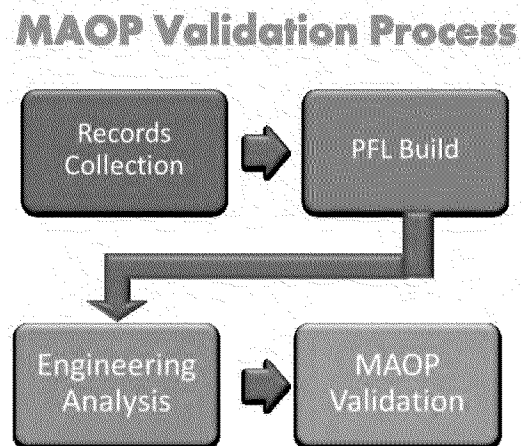 MAOP Validation Process
Records
Collection
PFL Build
Engineering
Analysis
MAOP
Validation